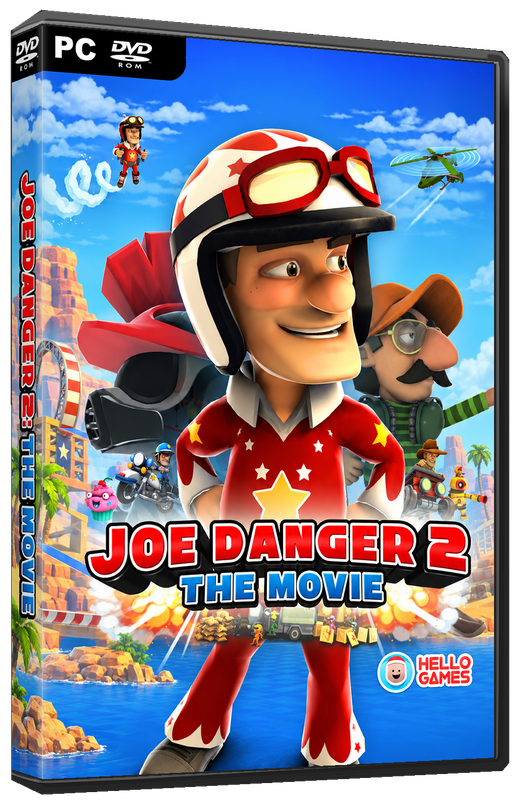 DVD
ROM
PC DVD
ROM
JOE DANGER 2: THE MOVIE
JOE DANGER 2
THE MOVIE
HELLO
GAMES